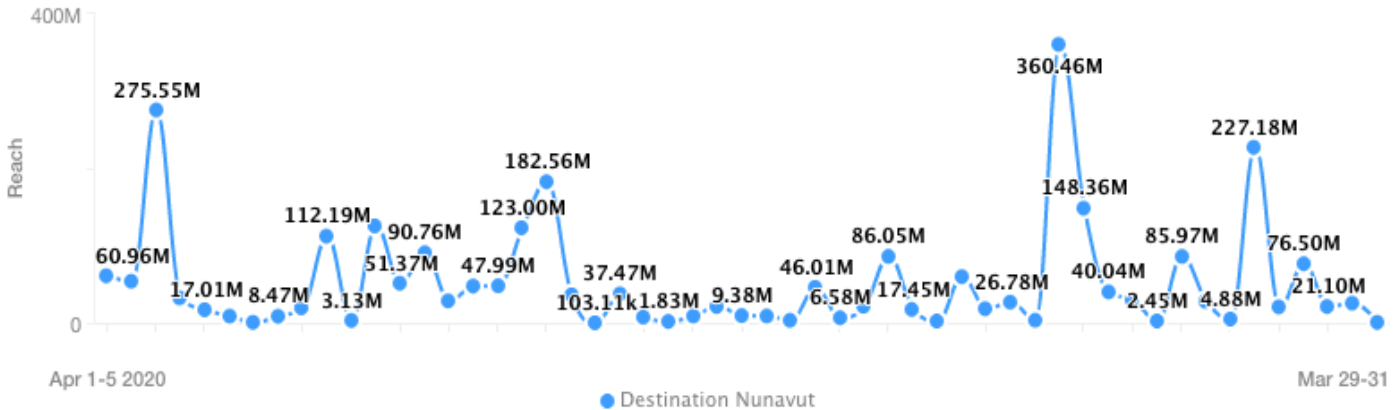 400M
275.55M
360.46M
227.18M
182.56M
148.36M
112.19M
123.00M
90.76M
86.05M
85.97M
76.50M
60.96M
51.37M
47.99M
37.47M
46.01M
40.04M
17.01M
8.47M
3.13M
103.11k
1.83M
9.38M
6.58M
17.45M
26.78M
2.45M
4.88M
21.10M
Reach
0
Apr 1-5 2020
Mar 29-31
Destination Nunavut